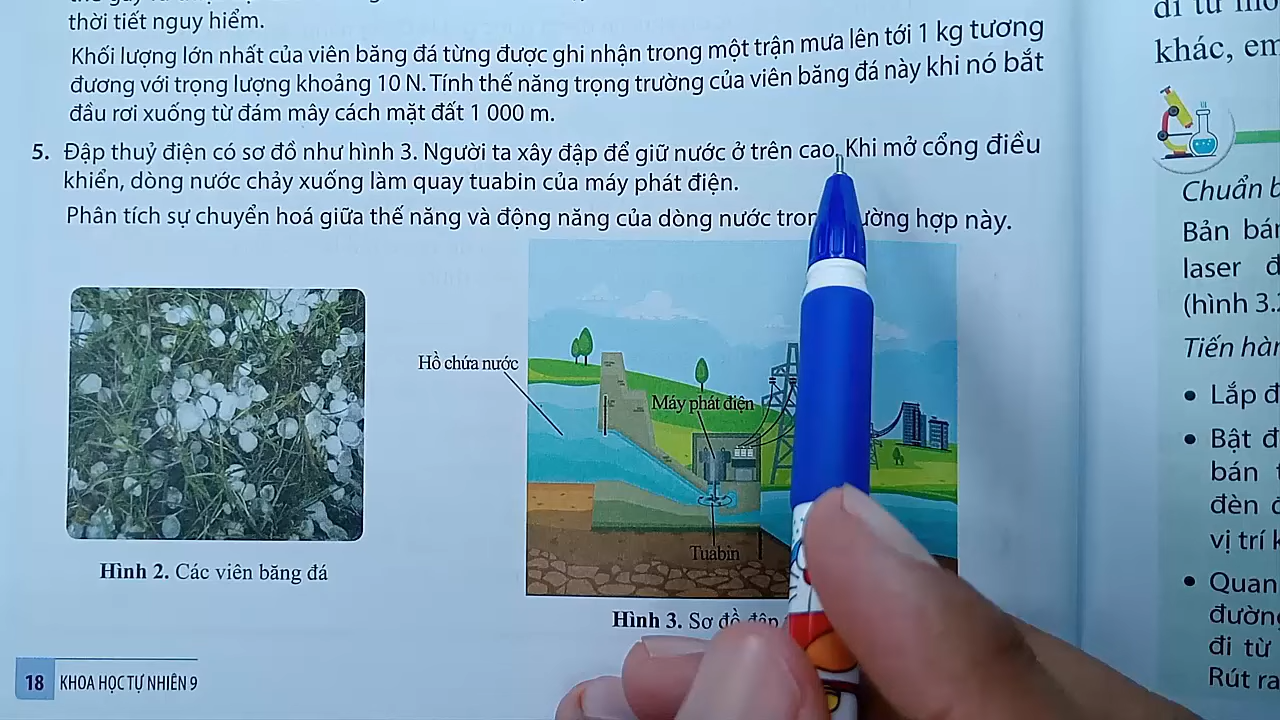 thời tiết nguy hiểm.
Khối lượng lớn nhất của viên băng đá từng được ghi nhận trong một trận mưa lên tới 1 kg tương
đương với trọng lượng khoảng 10 N. Tính thế năng trọng trường của viên băng đá này khi nó bắt
đầu rơi xuống từ đám mây cách mặt đất 1 000 m.
5. Đập thuỷ điện có sơ đồ như hình 3. Người ta xây đập để giữ nước ở trên cao. Khi mở cổng điều
khiển, dòng nước chảy xuống làm quay tuabin của máy phát điện.
Phân tích sự chuyển hoá giữa thế năng và động năng của dòng nước hợp này.
Hồ chứa nước
Máy phát điện
Tuabin
Hình 2. Các viên băng đá
Hình 3. Sơ đồ
18 KHOA HỌC TỰ NHIÊN 9
khác, em
Chuẩn
Bản
laser
(hình 3.
Tiến
• Lắp
• Bật
bán
đèn
vị trí
• Quan
đi từ
Rút